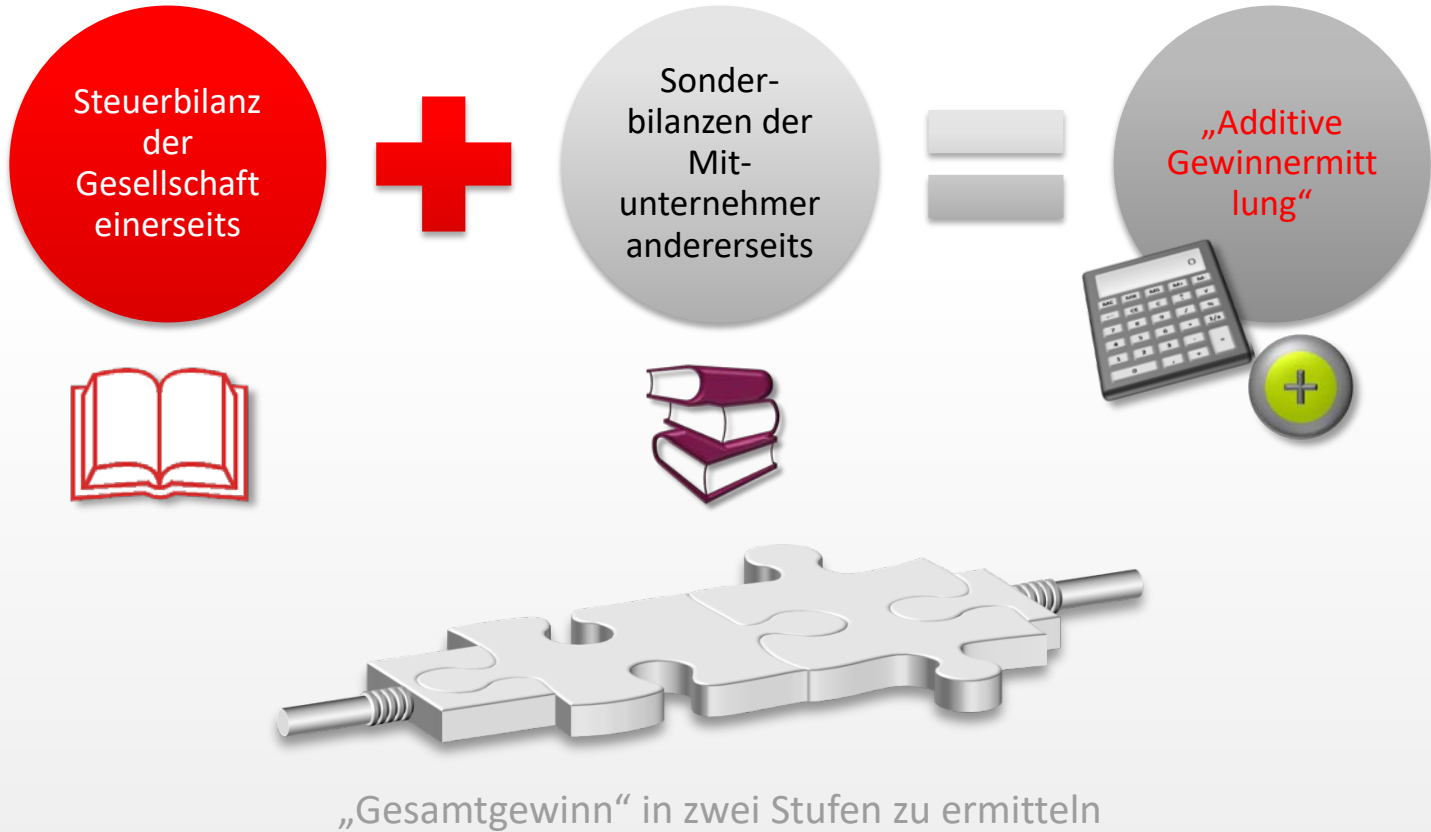 Steuerbilanz
der
Gesellschaft
einerseits
Sonder-
bilanzen der
Mit-
unternehmer
andererseits
„Additive
Gewinnermitt
lung“
„Gesamtgewinn“ in zwei Stufen zu ermitteln